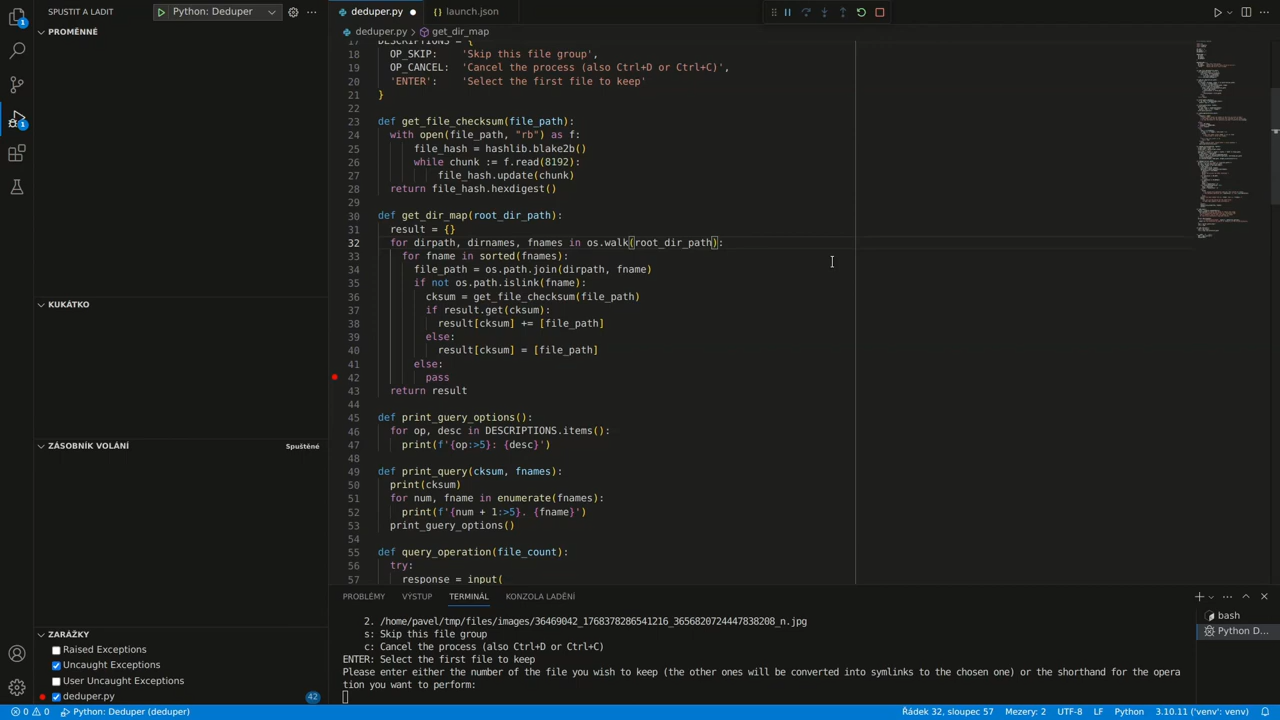 SPUSTIT A LADIT
Python: Deduper
deduper.py
launch.json
1
deduper.py > get_dir_map
PROMĚNNÉ
KUKÁTKO
ZÁSOBNÍK VOLÁNÍ
Spuštěné
ZARÁŽKY
Raised Exceptions
Uncaught Exceptions
User Uncaught Exceptions
deduper.py
42
1
17 DESCRIPTIONS = {
18 OP_SKIP: 'Skip this file group',
19 OP_CANCEL: 'Cancel the process (also Ctrl+D or Ctrl+C)',
20 'ENTER': 'Select the first file to keep'
21 }
22
23 def get_file_checksum(file_path):
24 with open(file_path, "rb") as f:
25 file_hash = hashlib.blake2b()
26 while chunk := f.read(8192):
27 file_hash.update(chunk)
28 return file_hash.hexdigest()
29
30 def get_dir_map(root_dir_path):
31 result = {}
32 for dirpath, dirnames, fnames in os.walk(root_dir_path):
33 for fname in sorted(fnames):
34 file_path = os.path.join(dirpath, fname)
35 if not os.path.islink(fname):
36 cksum = get_file_checksum(file_path)
37 if result.get(cksum):
38 result[cksum] += [file_path]
39 else:
40 result[cksum] = [file_path]
41 else:
42 pass
43 return result
44
45 def print_query_options():
46 for op, desc in DESCRIPTIONS.items():
47 print(f'{op:>5}: {desc}')
48
49 def print_query(cksum, fnames):
50 print(cksum)
51 for num, fname in enumerate(fnames):
52 print(f'{num + 1:>5}. {fname}')
53 print_query_options()
54
55 def query_operation(file_count):
56 try:
57 response = input(
PROBLÉMY
VÝSTUP
TERMINÁL
KONZOLA LADĚNÍ
2. /home/pavel/tmp/files/images/36469042_1768378286541216_3656820724447838208_n.jpg
s: Skip this file group
c: Cancel the process (also Ctrl+D or Ctrl+C)
ENTER: Select the first file to keep
Please enter either the number of the file you wish to keep (the other ones will be converted into symlinks to the chosen one) or the shorthand for the opera
tion you want to perform:
bash
Python D...
0 0 Python: Deduper (deduper)
Řádek 32, sloupec 57
Mezery: 2
UTF-8
LF
Python
3.10.11 ('venv': venv)